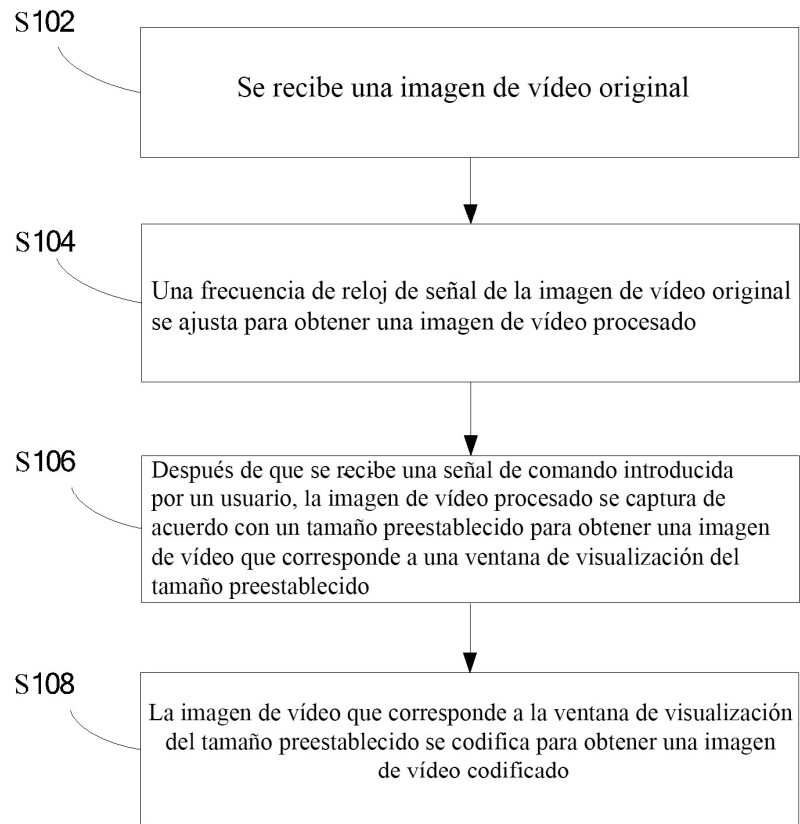 S102
Se recibe una imagen de vídeo original
S104
Una frecuencia de reloj de señal de la imagen de vídeo original
se ajusta para obtener una imagen de vídeo procesado
S106
Después de que se recibe una señal de comando introducida
por un usuario, la imagen de vídeo procesado se captura de
acuerdo con un tamaño preestablecido para obtener una imagen
de vídeo que corresponde a una ventana de visualización del
tamaño preestablecido
S108
La imagen de vídeo que corresponde a la ventana de visualización
del tamaño preestablecido se codifica para obtener una imagen
de vídeo codificado